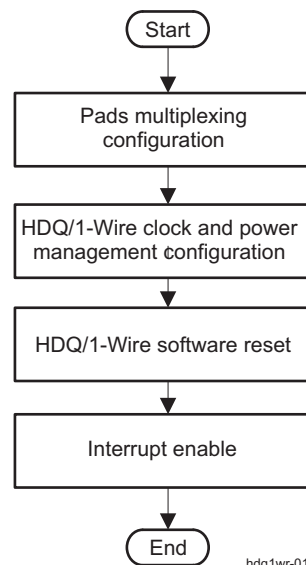 Start
Pads multiplexing
configuration
HDQ/1-Wire clock and power
management configuration
HDQ/1-Wire software reset
Interrupt enable
End